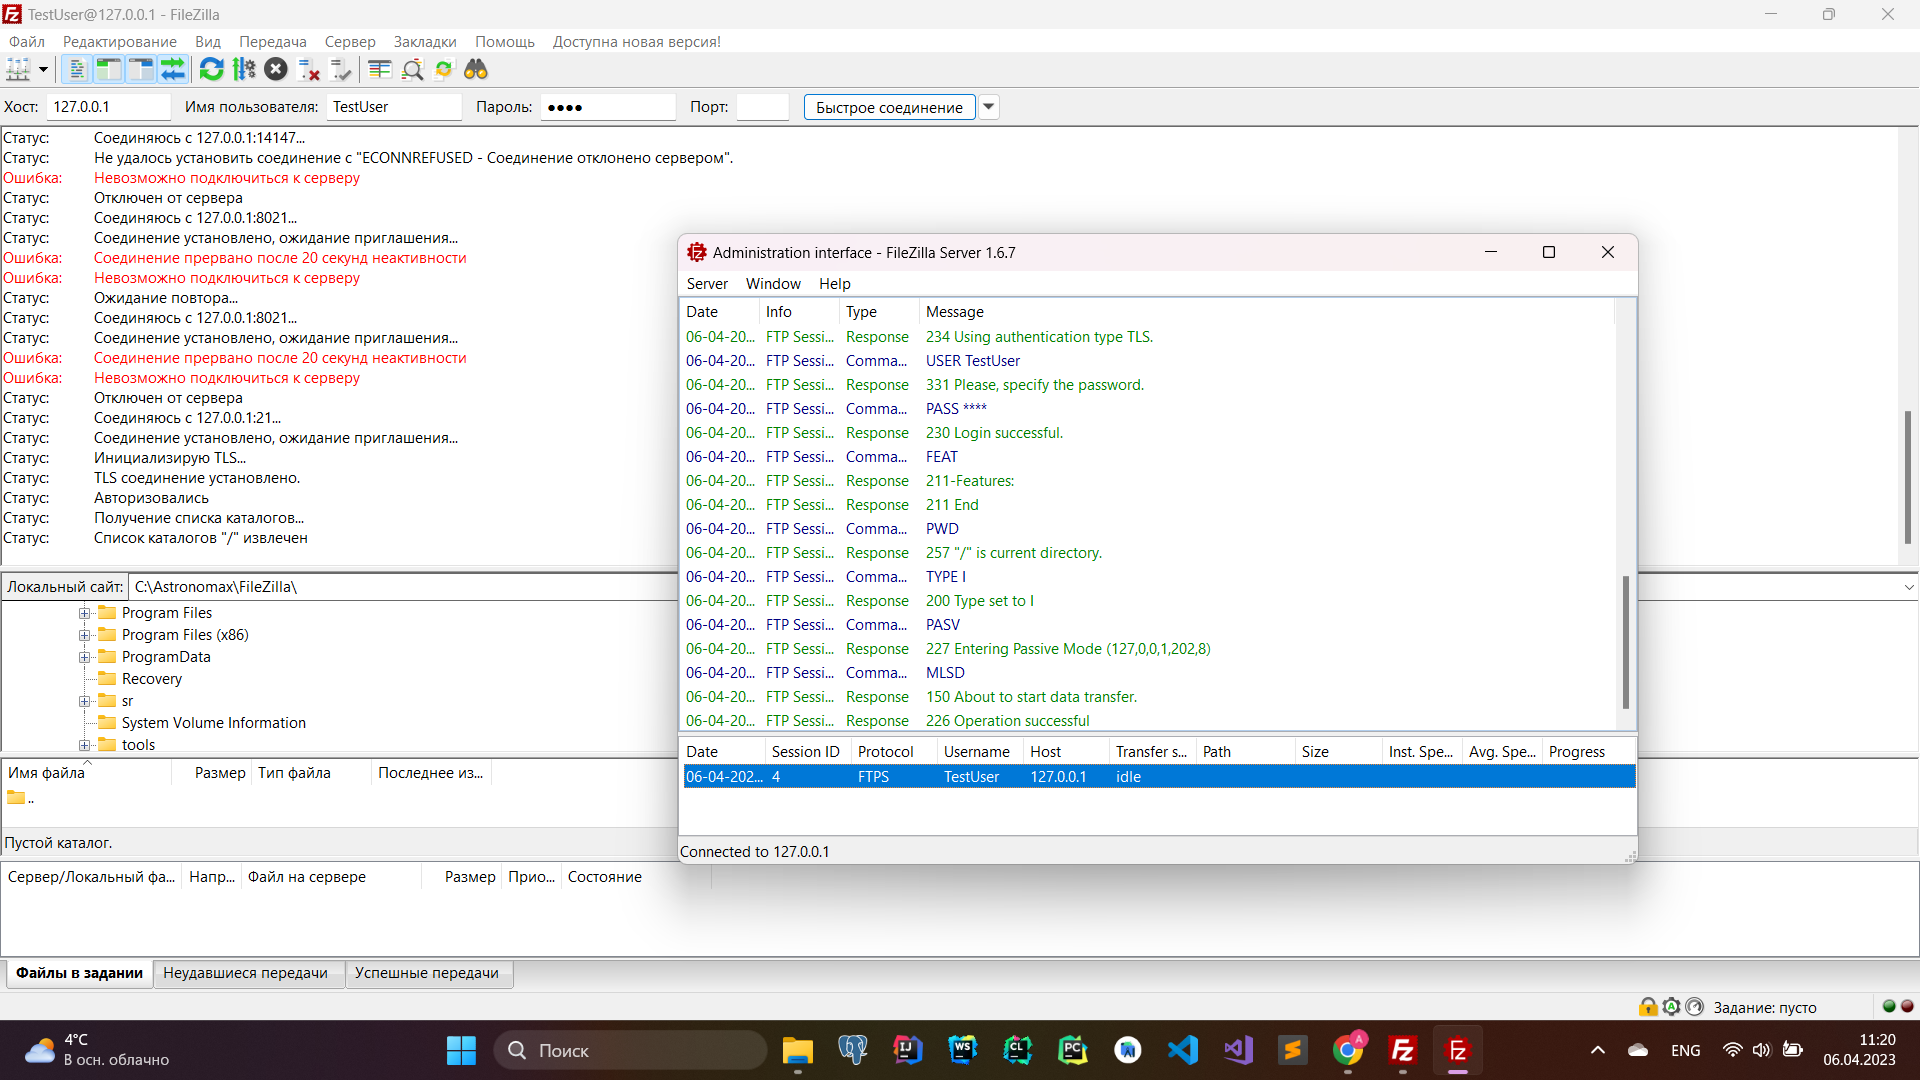 TestUser@127.0.0.1 - FileZilla
Файл Редактирование Вид Передача Сервер Закладки Помощь Доступна новая версия!
Хост: 127.0.0.1 Имя пользователя: TestUser Пароль: ●●●● Порт: Быстрое соединение
Статус: Соединяюсь с 127.0.0.1:14147...
Статус: Не удалось установить соединение с "ECONNREFUSED - Соединение отклонено сервером".
Ошибка: Невозможно подключиться к серверу
Статус: Отключен от сервера
Статус: Соединяюсь с 127.0.0.1:8021...
Статус: Соединение установлено, ожидание приглашения...
Ошибка: Соединение прервано после 20 секунд неактивности
Ошибка: Невозможно подключиться к серверу
Статус: Ожидание повтора...
Статус: Соединяюсь с 127.0.0.1:8021...
Статус: Соединение установлено, ожидание приглашения...
Ошибка: Соединение прервано после 20 секунд неактивности
Ошибка: Невозможно подключиться к серверу
Статус: Отключен от сервера
Статус: Соединяюсь с 127.0.0.1:21...
Статус: Соединение установлено, ожидание приглашения...
Статус: Инициализирую TLS...
Статус: TLS соединение установлено.
Статус: Авторизовались
Статус: Получение списка каталогов...
Статус: Список каталогов "/" извлечен
Локальный сайт: C:\Astronomax\FileZilla\
Program Files
Program Files (x86)
ProgramData
Recovery
sr
System Volume Information
tools
Имя файла Размер Тип файла Последнее из...
..
Пустой каталог.
Сервер/Локальный фа... Напр... Файл на сервере Размер Прио... Состояние
Файлы в задании Неудавшиеся передачи Успешные передачи
Задание: пусто
Administration interface - FileZilla Server 1.6.7
Server Window Help
Date Info Type Message
06-04-20... FTP Sessi... Response 234 Using authentication type TLS.
06-04-20... FTP Sessi... Comma... USER TestUser
06-04-20... FTP Sessi... Response 331 Please, specify the password.
06-04-20... FTP Sessi... Comma... PASS ****
06-04-20... FTP Sessi... Response 230 Login successful.
06-04-20... FTP Sessi... Comma... FEAT
06-04-20... FTP Sessi... Response 211-Features:
06-04-20... FTP Sessi... Response 211 End
06-04-20... FTP Sessi... Comma... PWD
06-04-20... FTP Sessi... Response 257 "/" is current directory.
06-04-20... FTP Sessi... Comma... TYPE I
06-04-20... FTP Sessi... Response 200 Type set to I
06-04-20... FTP Sessi... Comma... PASV
06-04-20... FTP Sessi... Response 227 Entering Passive Mode (127,0,0,1,202,8)
06-04-20... FTP Sessi... Comma... MLSD
06-04-20... FTP Sessi... Response 150 About to start data transfer.
06-04-20... FTP Sessi... Response 226 Operation successful
Date Session ID Protocol Username Host Transfer s... Path Size Inst. Spe... Avg. Spe... Progress
06-04-202... 4 FTPS TestUser 127.0.0.1 idle
Connected to 127.0.0.1
4°C
В осн. облачно
Поиск
ENG
11:20
06.04.2023